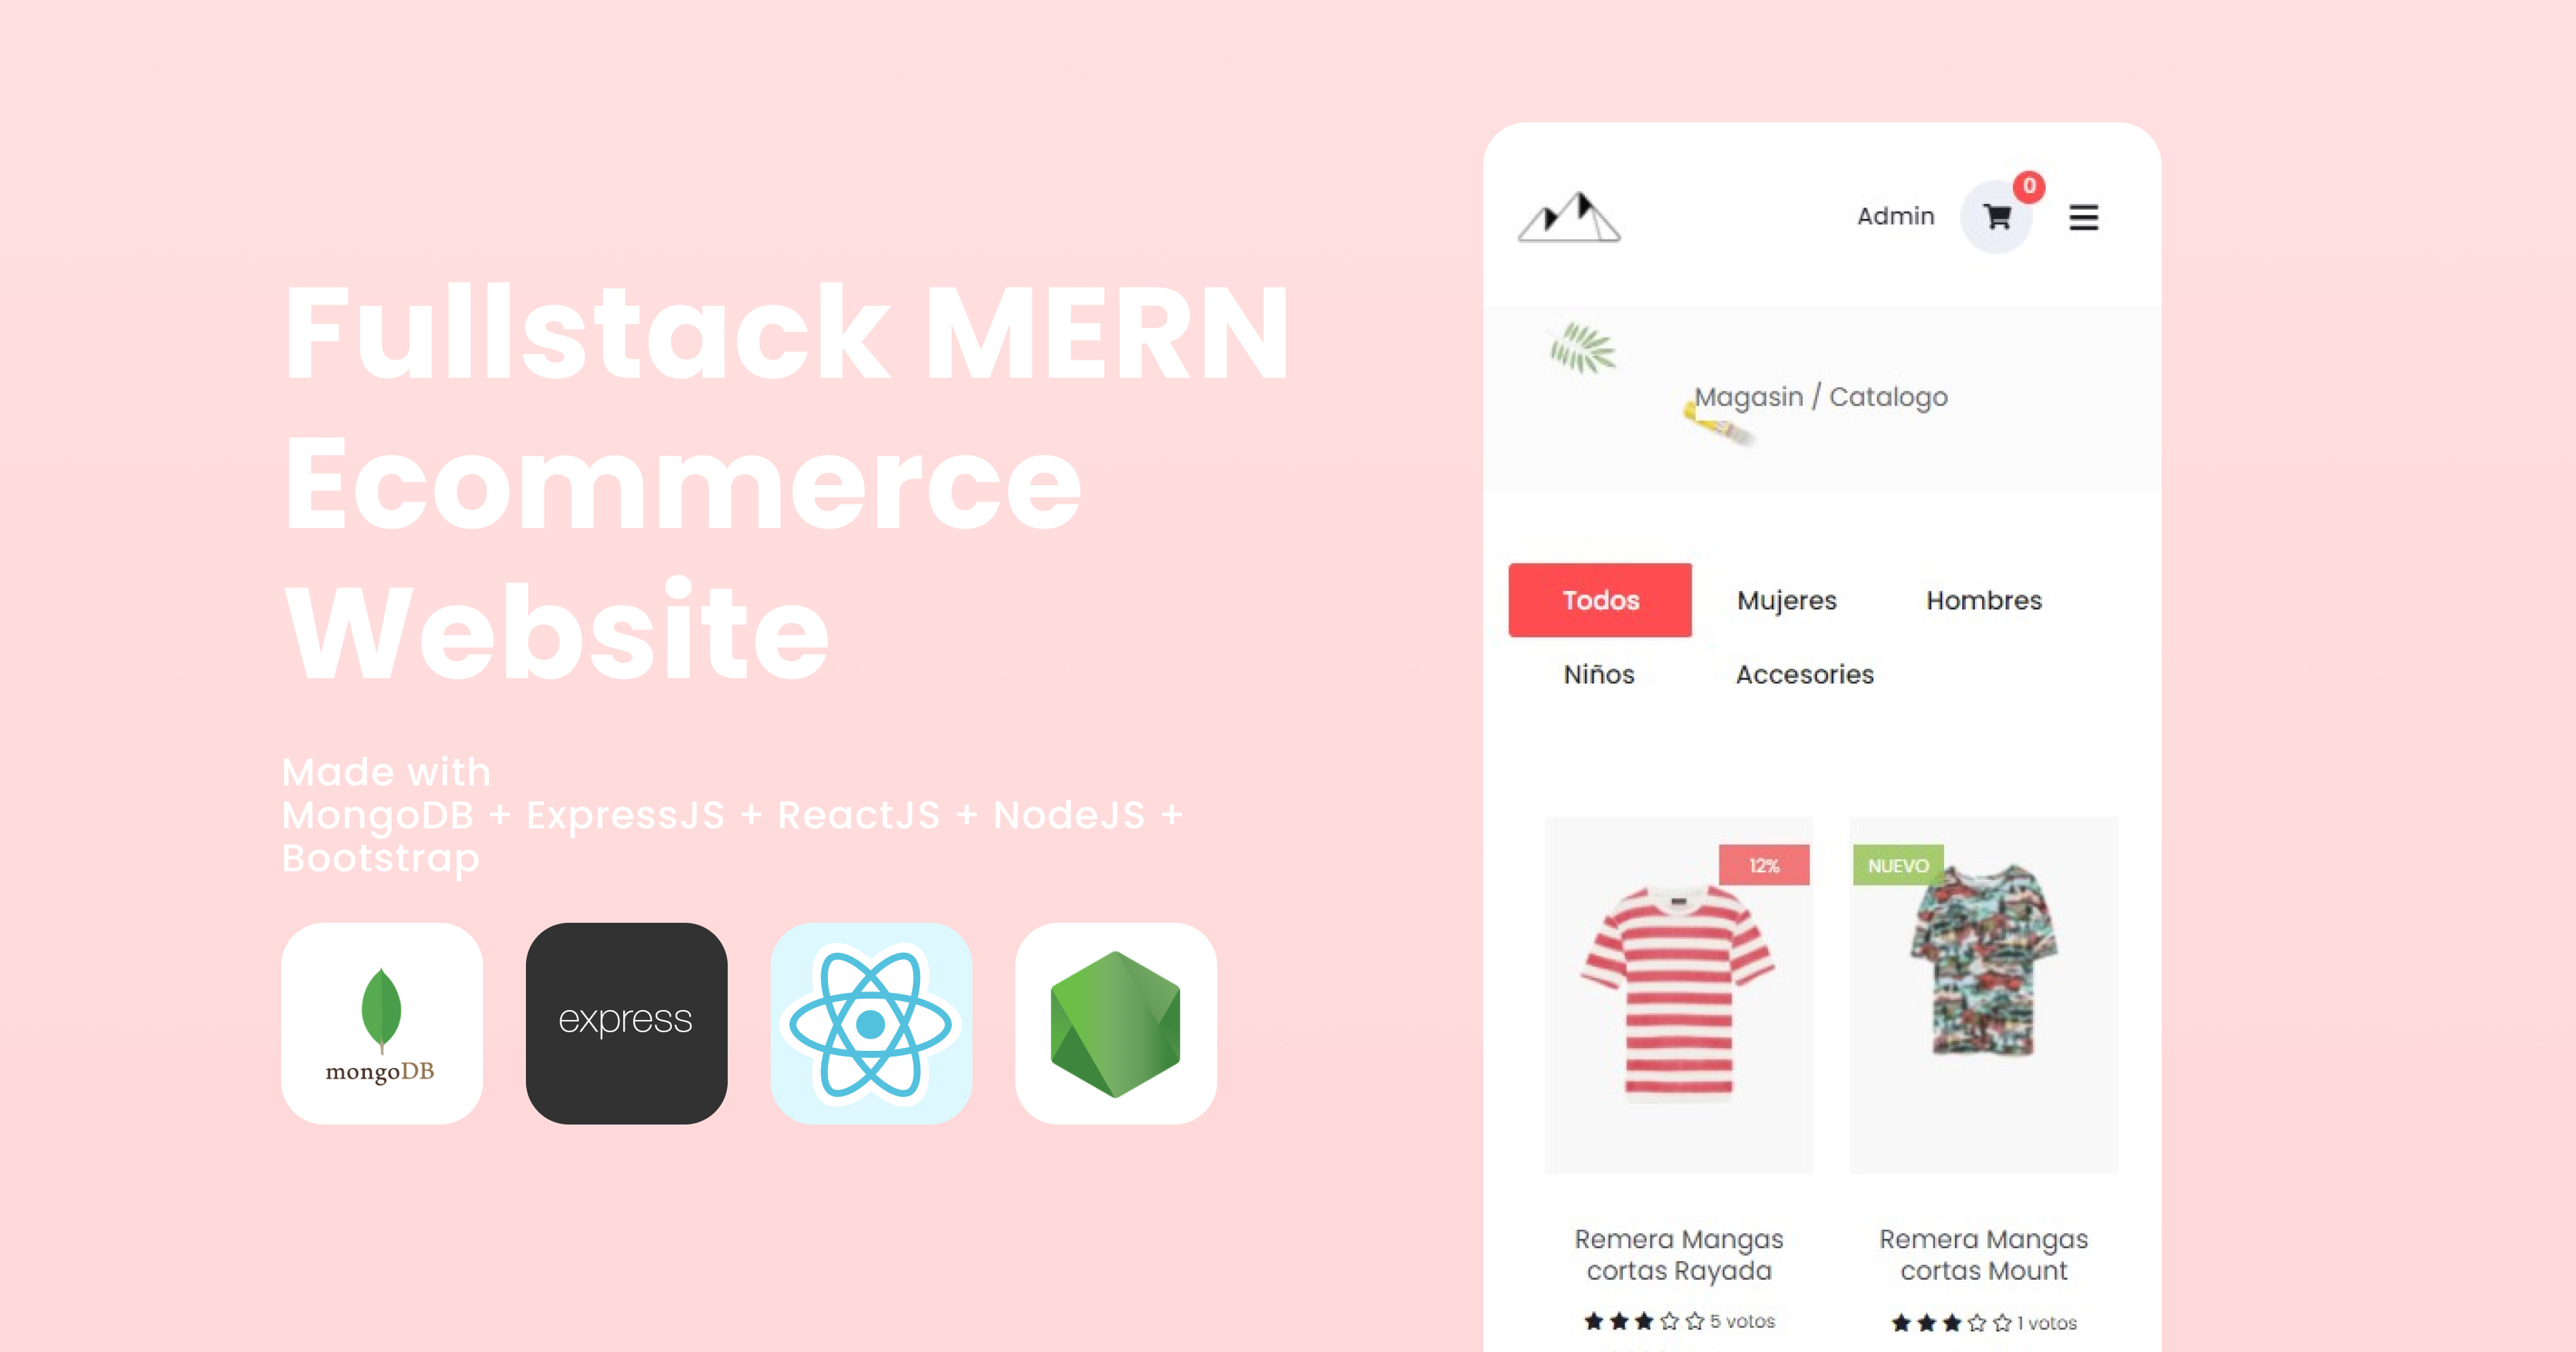 Fullstack MERN
Ecommerce
Website
Made with
MongoDB + ExpressJS + ReactJS + NodeJS +
Bootstrap
mongoDB
express
Admin
0
Magasin / Catalogo
Todos
Mujeres
Hombres
Niños
Accesories
12%
NUEVO
Remera Mangas
cortas Rayada
5 votos
Remera Mangas
cortas Mount
1 votos